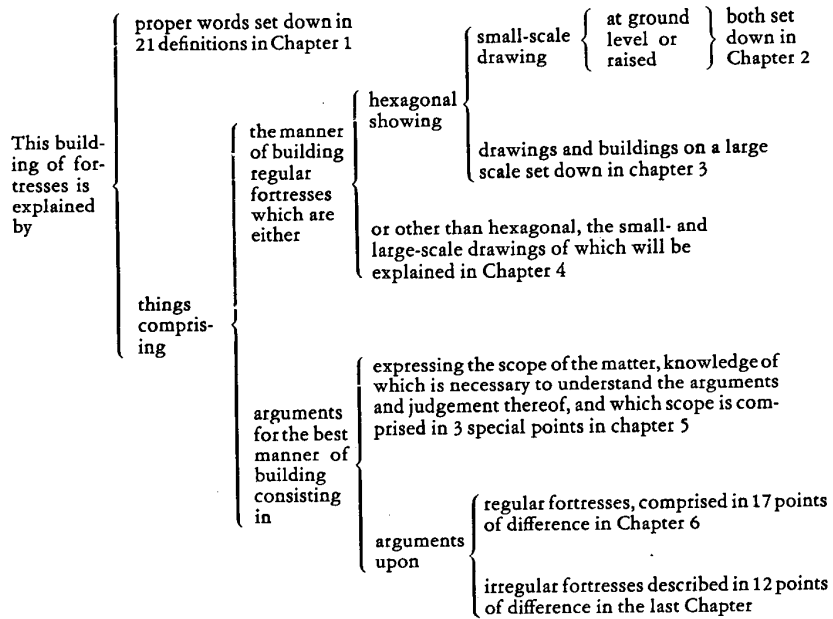 This build-
ing of for-
tresses is
explained
by
proper words set down in
21 definitions in Chapter 1
things
compris-
ing
the manner
of building
regular
fortresses
which are
either
hexagonal
showing
small-scale
drawing
at ground
level or
raised
both set
down in
Chapter 2
drawings and buildings on a large
scale set down in chapter 3
or other than hexagonal, the small- and
large-scale drawings of which will be
explained in Chapter 4
arguments
for the best
manner of
building
consisting
in
expressing the scope of the matter, knowledge of
which is necessary to understand the arguments
and judgement thereof, and which scope is com-
prised in 3 special points in chapter 5
arguments
upon
regular fortresses, comprised in 17 points
of difference in Chapter 6
irregular fortresses described in 12 points
of difference in the last Chapter